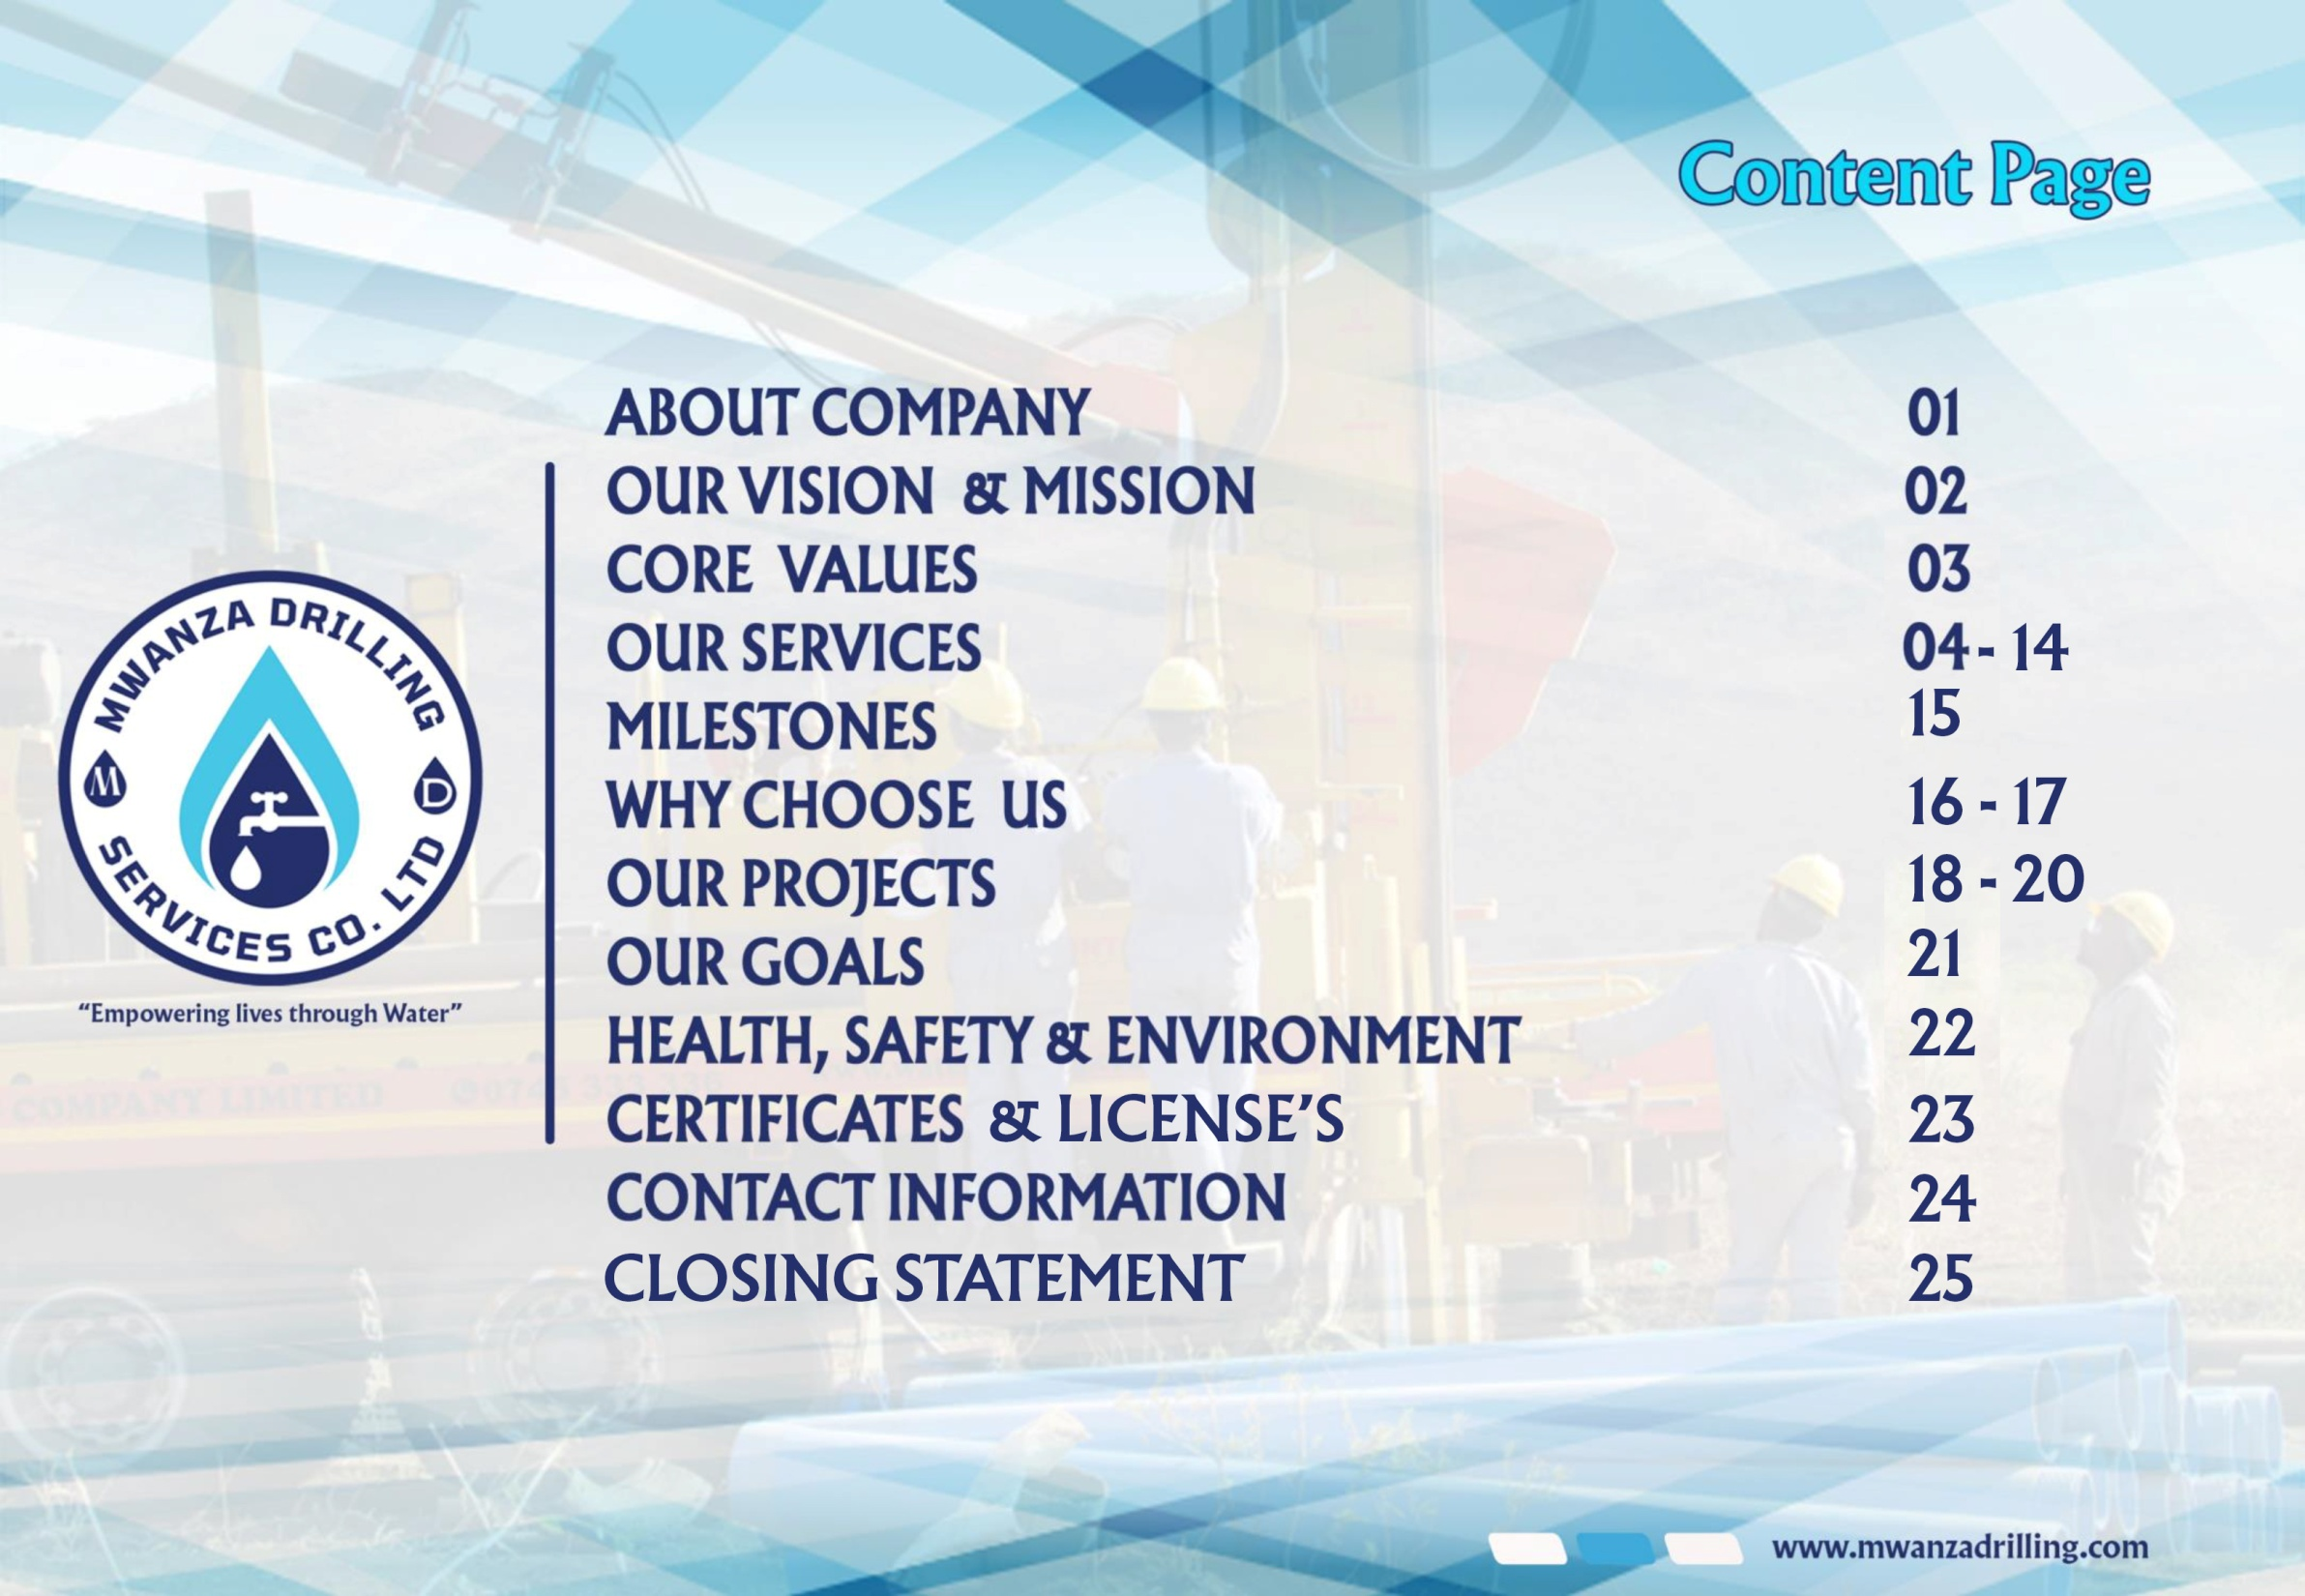 Content Page
ABOUT COMPANY 01
OUR VISION & MISSION 02
CORE VALUES 03
OUR SERVICES 04- 14
MILESTONES 15
WHY CHOOSE US 16 - 17
OUR PROJECTS 18 - 20
OUR GOALS 21
HEALTH, SAFETY & ENVIRONMENT 22
CERTIFICATES & LICENSE’S 23
CONTACT INFORMATION 24
CLOSING STATEMENT 25
MWANZA DRILLING
M D
SERVICES CO. LTD
“Empowering lives through Water”
COMPANY LIMITED
www.mwanzadrilling.com